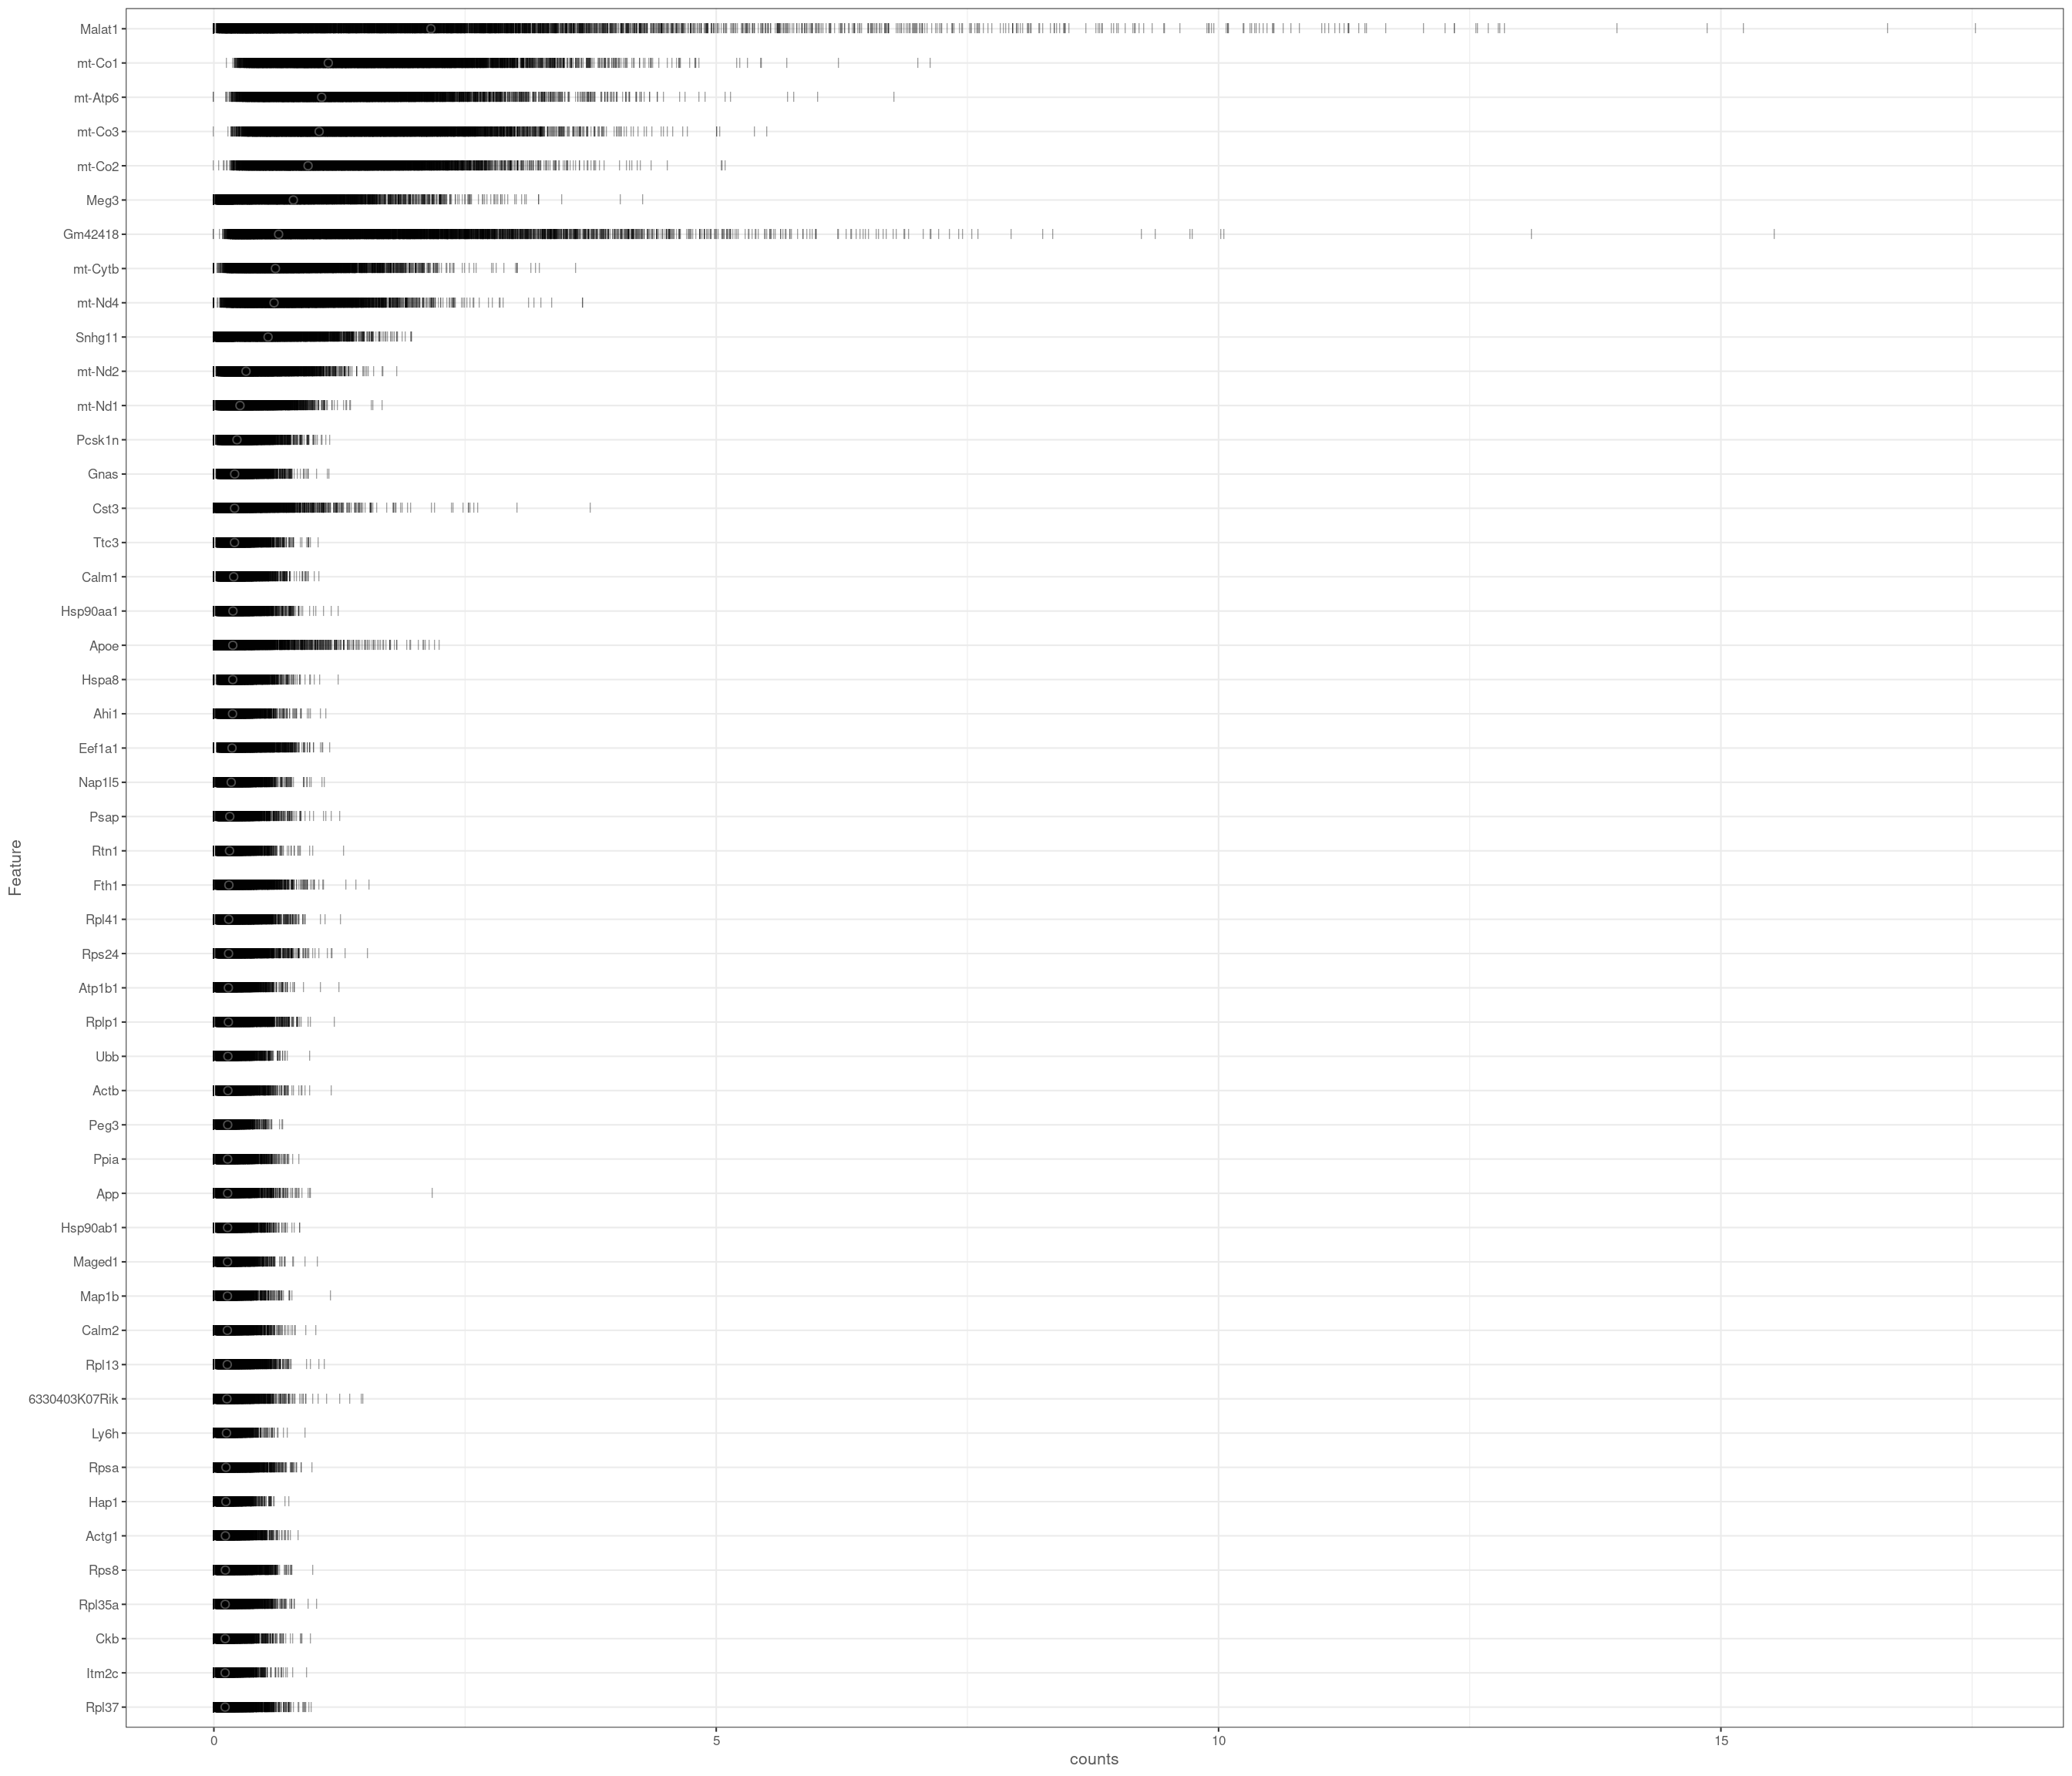 Malat1
mt-Co1
mt-Atp6
mt-Co3
mt-Co2
Meg3
Gm42418
mt-Cytb
mt-Nd4
Snhg11
mt-Nd2
mt-Nd1
Pcsk1n
Gnas
Cst3
Ttc3
Calm1
Hsp90aa1
Apoe
Hspa8
Ahi1
Eef1a1
Nap1l5
Psap
Rtn1
Fth1
Rpl41
Rps24
Atp1b1
Rplp1
Ubb
Actb
Peg3
Ppia
App
Hsp90ab1
Maged1
Map1b
Calm2
Rpl13
6330403K07Rik
Ly6h
Rpsa
Hap1
Actg1
Rps8
Rpl35a
Ckb
Itm2c
Rpl37
Feature
0 5 10 15
counts